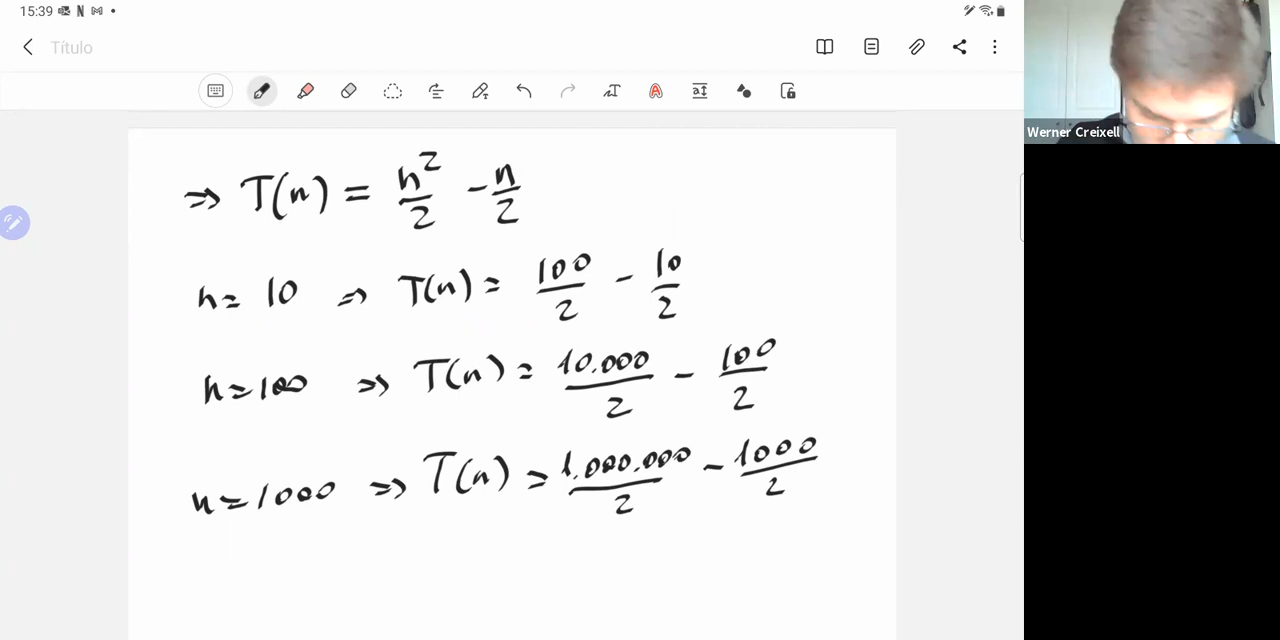 15:39
Título
Werner Creixell
⇒ T(n) = n²/2 - n/2
n = 10 ⇒ T(n) = 100/2 - 10/2
n = 100 ⇒ T(n) = 10.000/2 - 100/2
n = 1000 ⇒ T(n) = 1.000.000/2 - 1000/2